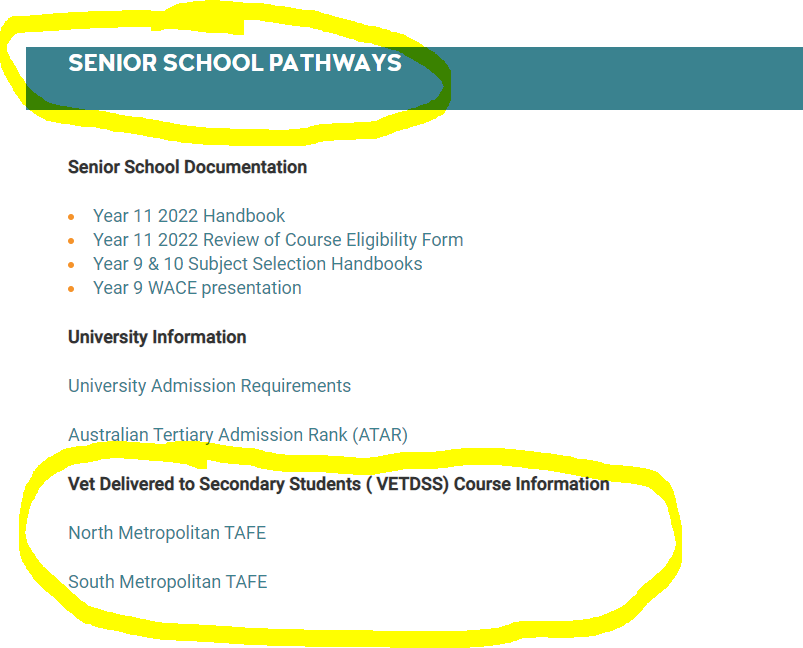 SENIOR SCHOOL PATHWAYS
Senior School Documentation
Year 11 2022 Handbook
Year 11 2022 Review of Course Eligibility Form
Year 9 & 10 Subject Selection Handbooks
Year 9 WACE presentation
University Information
University Admission Requirements
Australian Tertiary Admission Rank (ATAR)
Vet Delivered to Secondary Students ( VETDSS) Course Information
North Metropolitan TAFE
South Metropolitan TAFE